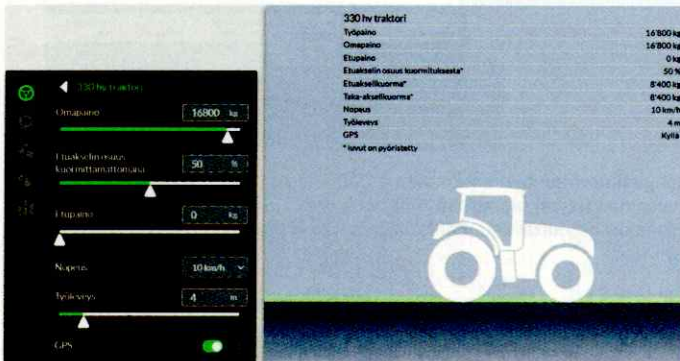 330 hv traktori
Omapaino 16800 kg
Etuakselin osuus
kuormittamattomana 50 %
Etupaino 0 kg
Nopeus 10 km/h
Työleveys 4 m
GPS
330 hv traktori
Työpaino 16'800 kg
Omapaino 16'800 kg
Etupaino 0 kg
Etuakselin osuus kuormituksesta* 50 %
Etuakselikuorma* 8'400 kg
Taka-akselikuorma* 8'400 kg
Nopeus 10 km/h
Työleveys 4 m
GPS Kyllä
* luvut on pyöristetty